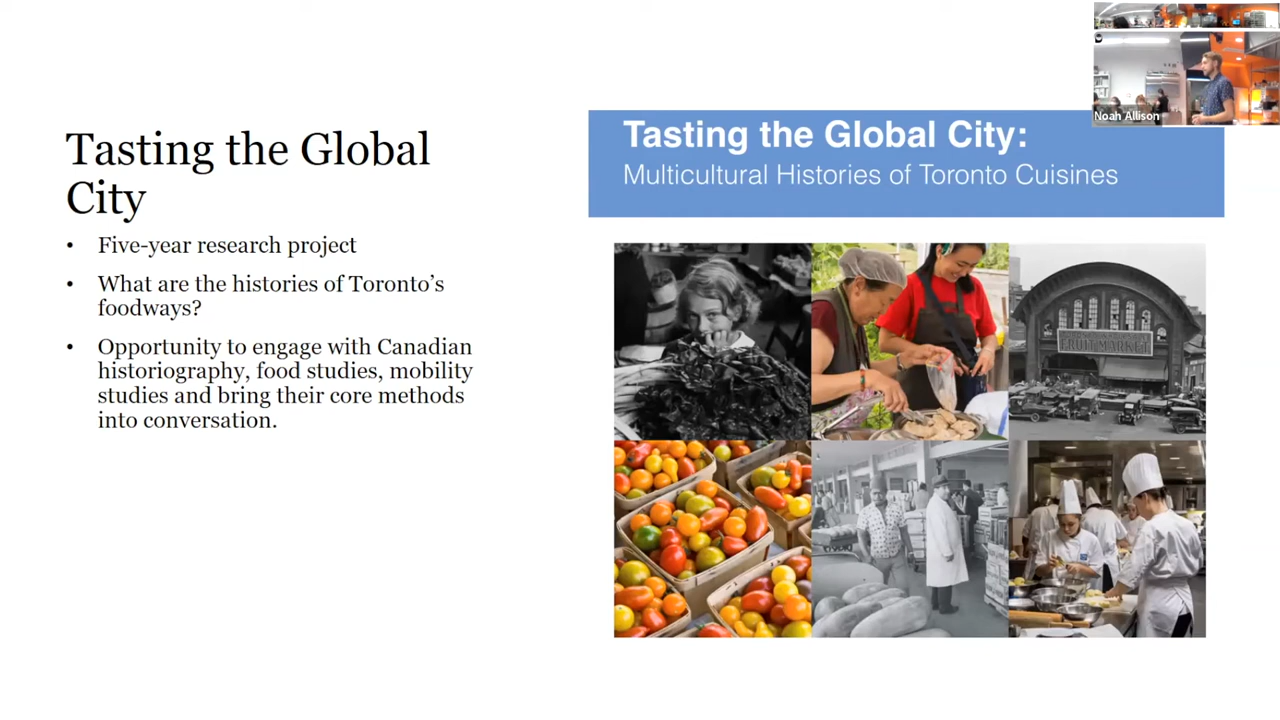 Tasting the Global
City
• Five-year research project
• What are the histories of Toronto’s
foodways?
• Opportunity to engage with Canadian
historiography, food studies, mobility
studies and bring their core methods
into conversation.
Tasting the Global City:
Multicultural Histories of Toronto Cuisines
FRUIT MARKET
Noah Allison